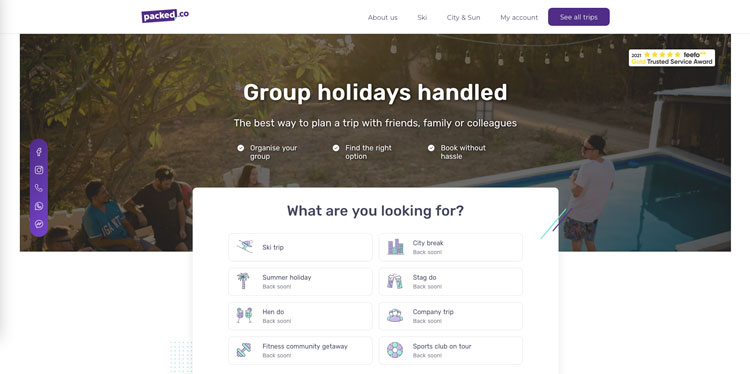 packed.co
About us
Ski
City & Sun
My account
See all trips
2021 feefo
Gold Trusted Service Award
Group holidays handled
The best way to plan a trip with friends, family or colleagues
Organise your
group
Find the right
option
Book without
hassle
What are you looking for?
Ski trip
City break
Back soon!
Summer holiday
Back soon!
Stag do
Back soon!
Hen do
Back soon!
Company trip
Back soon!
Fitness community getaway
Back soon!
Sports club on tour
Back soon!